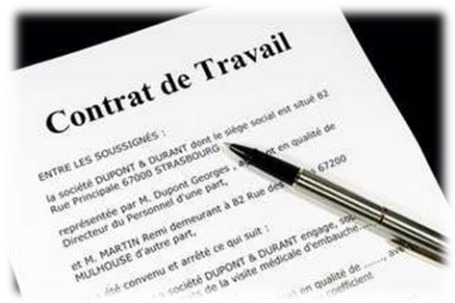 Contrat de Travail
ENTRE LES SOUSSIGNÉS :
la société DUPONT & DURANT dont le siège social est situé 82
Rue Principale 67000 STRASBOURG
représentée par M. Dupont Georges , en qualité de
Directeur du Personnel d'une part,
et M. MARTIN Remi demeurant à 82 Rue des 67200
MULHOUSE d'autre part,
été convenu et arrêté ce qui suit :
la société DUPONT & DURANT engage,
de la visite médicale d'embauche
en qualité de
coefficient